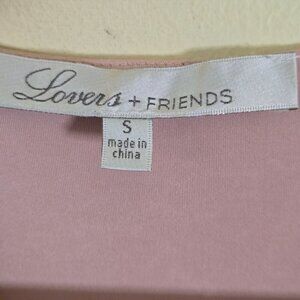 Lovers + FRIENDS
S
made in
china